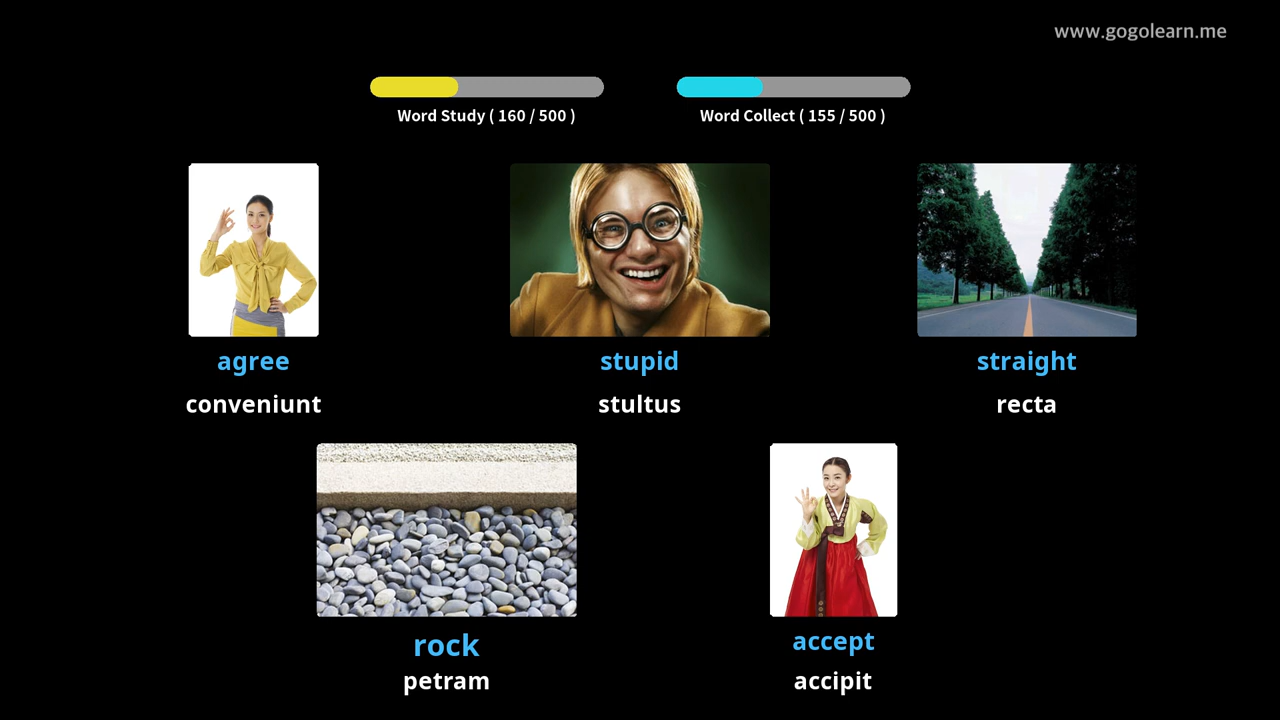 www.gogolearn.me
Word Study ( 160 / 500 )
Word Collect ( 155 / 500 )
agree
conveniunt
stupid
stultus
straight
recta
rock
petram
accept
accipit